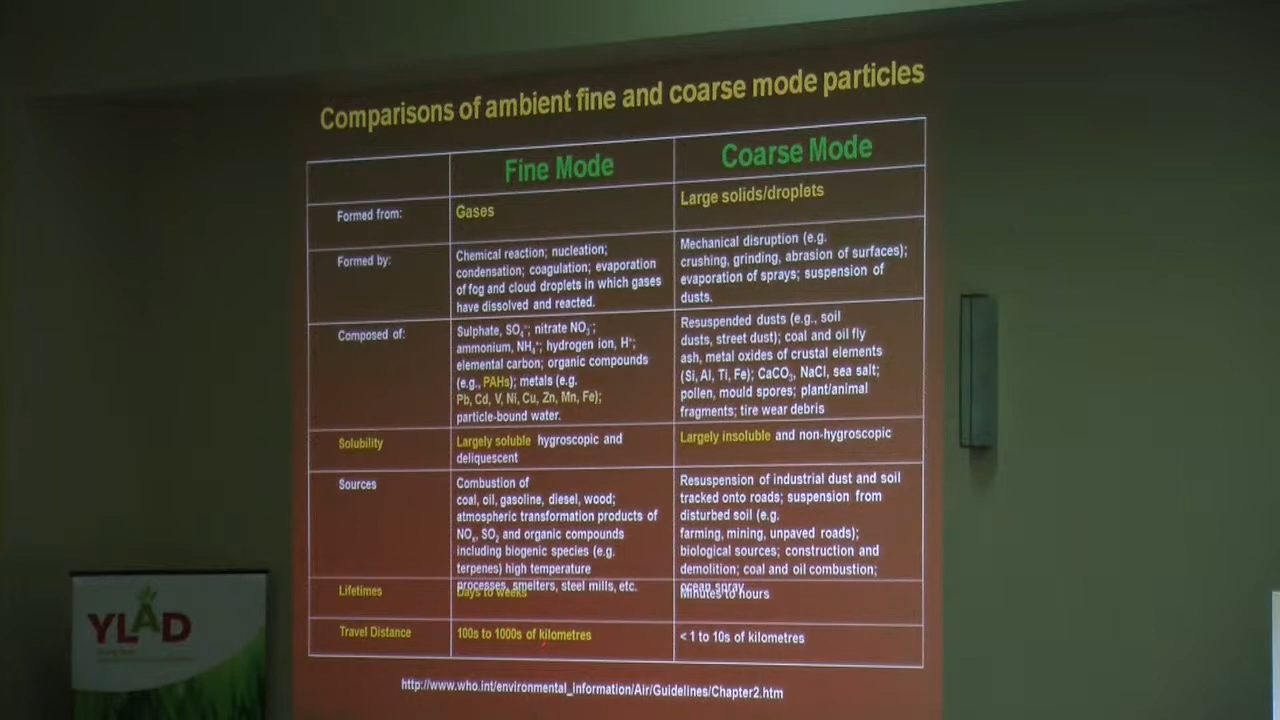 Comparisons of ambient fine and coarse mode particles
Fine Mode
Coarse Mode
Formed from:
Gases
Large solids/droplets
Formed by:
Chemical reaction; nucleation;
condensation; coagulation; evaporation
of fog and cloud droplets in which gases
have dissolved and reacted.
Mechanical disruption (e.g.
crushing, grinding, abrasion of surfaces);
evaporation of sprays; suspension of
dusts.
Composed of:
Sulphate, SO₄⁼; nitrate NO₃⁻;
ammonium, NH₄⁺; hydrogen ion, H⁺;
elemental carbon; organic compounds
(e.g., PAHs); metals (e.g.
Pb, Cd, V, Ni, Cu, Zn, Mn, Fe);
particle-bound water.
Resuspended dusts (e.g., soil
dusts, street dust); coal and oil fly
ash, metal oxides of crustal elements
(Si, Al, Ti, Fe); CaCO₃, NaCl, sea salt;
pollen, mould spores; plant/animal
fragments; tire wear debris
Solubility
Largely soluble hygroscopic and
deliquescent
Largely insoluble and non-hygroscopic
Sources
Combustion of
coal, oil, gasoline, diesel, wood;
atmospheric transformation products of
NOₓ, SO₂ and organic compounds
including biogenic species (e.g.
terpenes) high temperature
processes, smelters, steel mills, etc.
Resuspension of industrial dust and soil
tracked onto roads; suspension from
disturbed soil (e.g.
farming, mining, unpaved roads);
biological sources; construction and
demolition; coal and oil combustion;
ocean spray
Lifetimes
Days to weeks
Minutes to hours
Travel Distance
100s to 1000s of kilometres
< 1 to 10s of kilometres
http://www.who.int/environmental_Information/Air/Guidelines/Chapter2.htm
YLAD